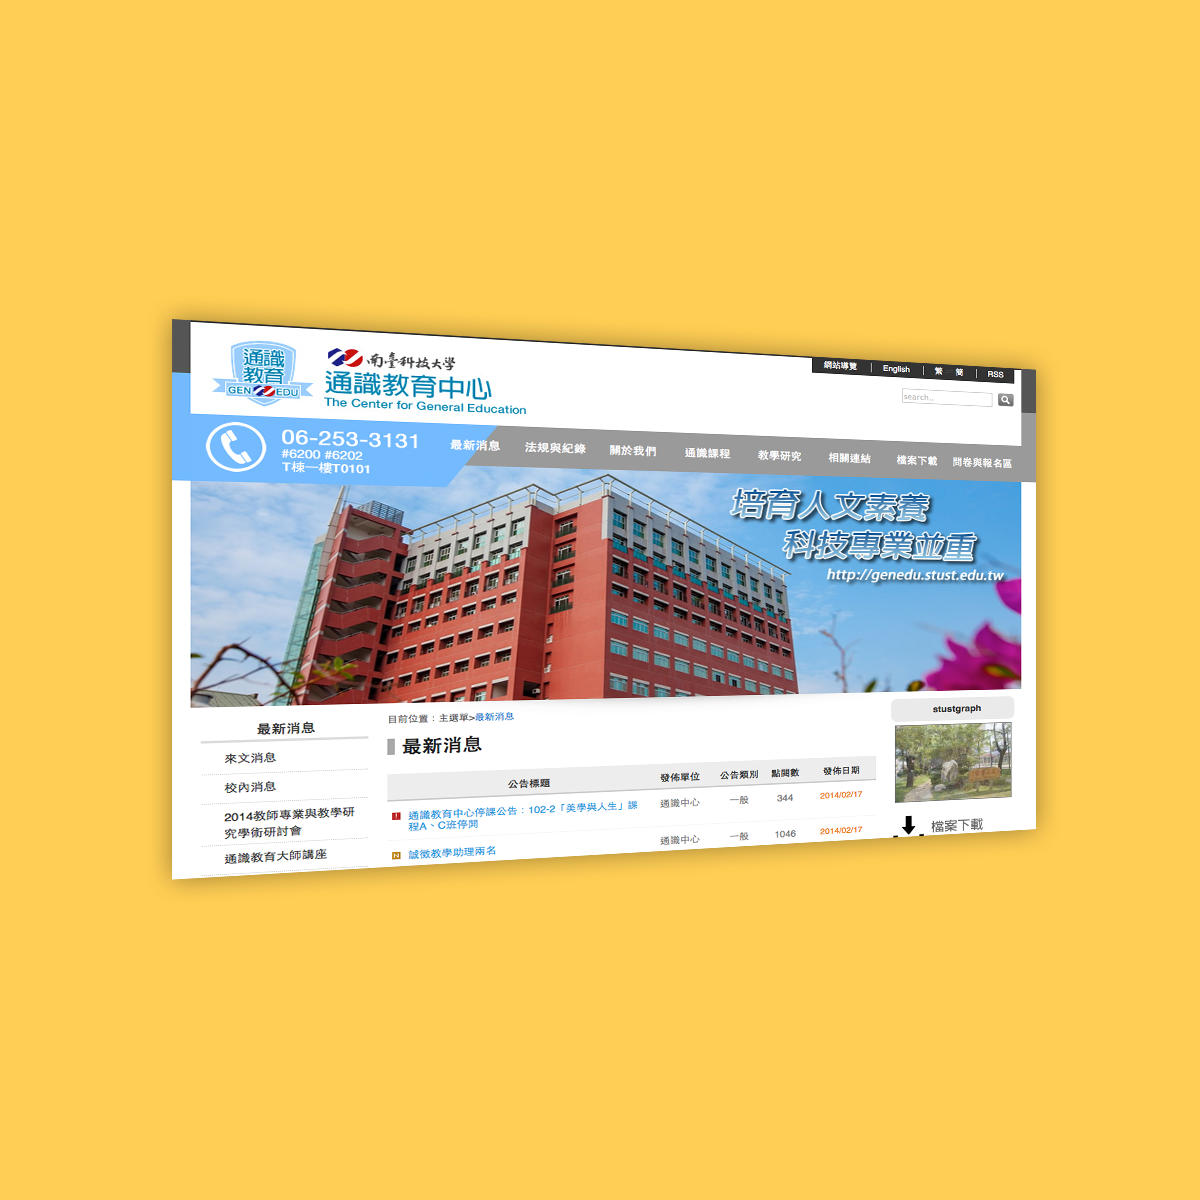 通識
教育
GEN EDU
南臺科技大學
通識教育中心
The Center for General Education
網站導覽 | English | 繁 簡 | RSS
search...
06-253-3131
#6200 #6202
T棟一樓T0101
最新消息 法規與紀錄 關於我們 通識課程 教學研究 相關連結 檔案下載 問卷與報名區
培育人文素養
科技專業並重
http://genedu.stust.edu.tw
最新消息
來文消息
校內消息
2014教師專業與教學研
究學術研討會
通識教育大師講座
目前位置：主選單>最新消息
最新消息
公告標題 發佈單位 公告類別 點閱數 發佈日期
通識教育中心停課公告：102-2「美學與人生」課 通識中心 一般 344 2014/02/17
程A、C班停開
誠徵教學助理兩名 通識中心 一般 1046 2014/02/17
stustgraph
檔案下載